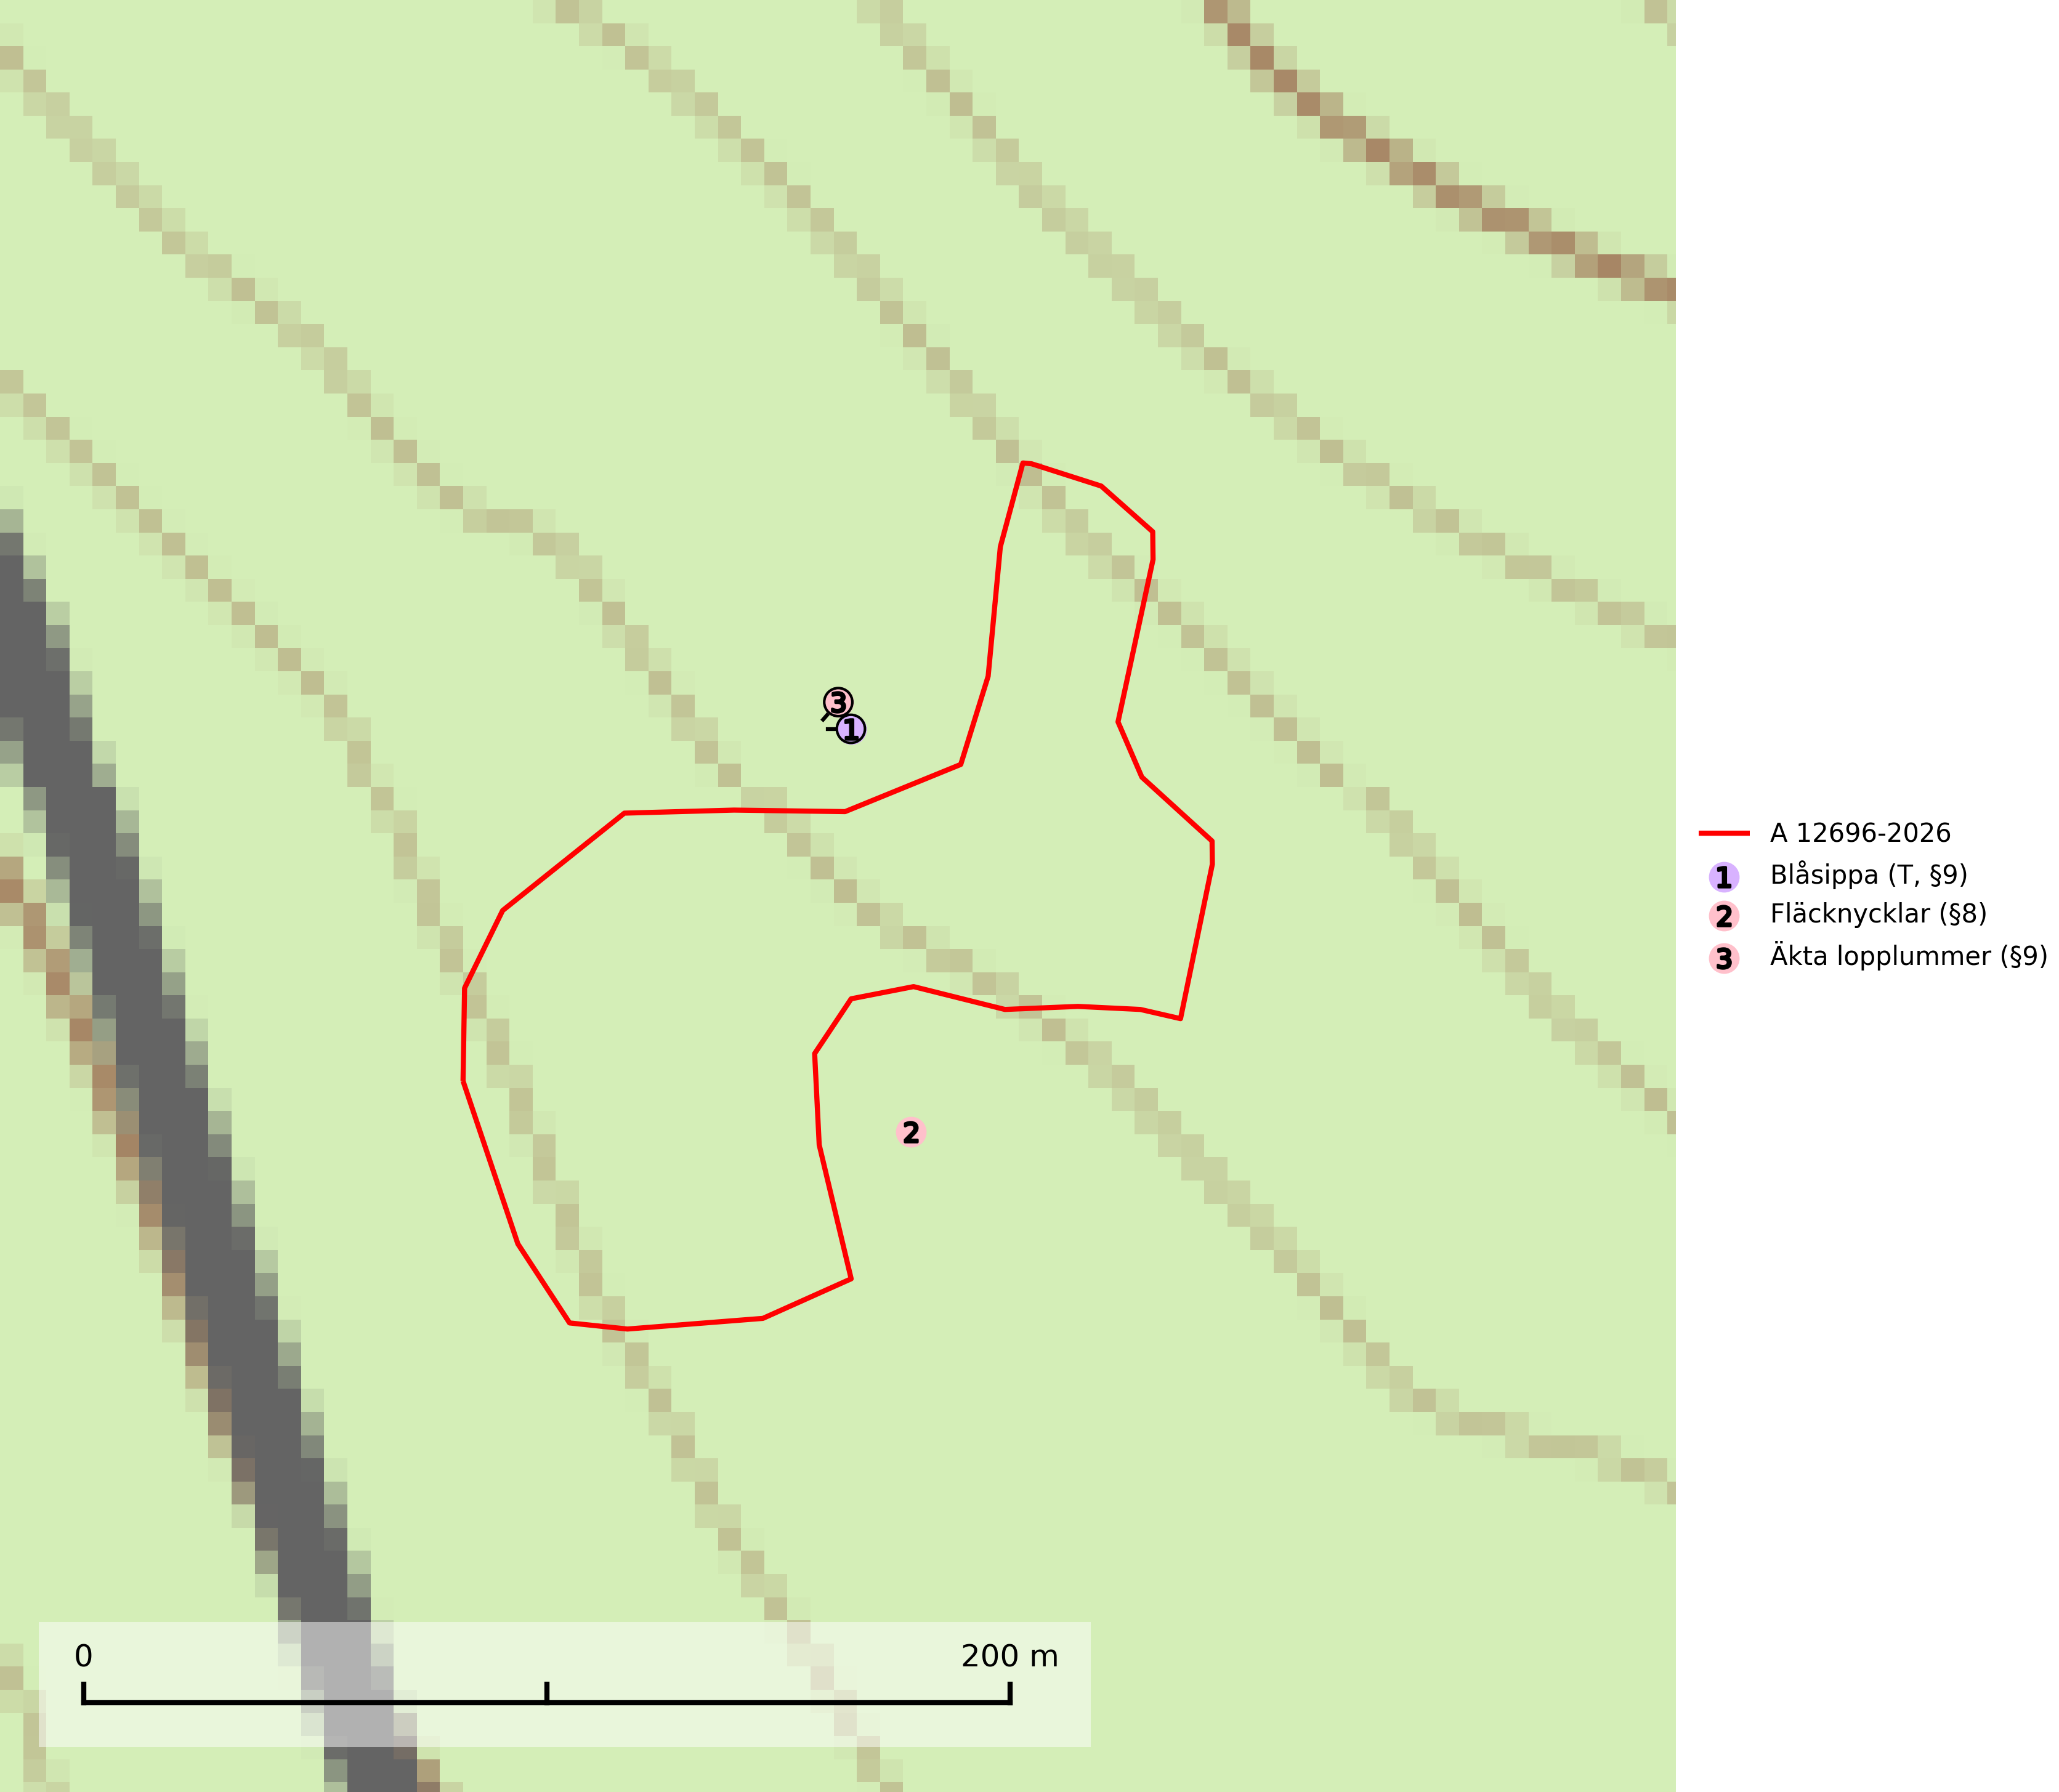 3
1
2
0 200 m
A 12696-2026
1 Blåsippa (T, §9)
2 Fläcknycklar (§8)
3 Äkta lopplummer (§9)